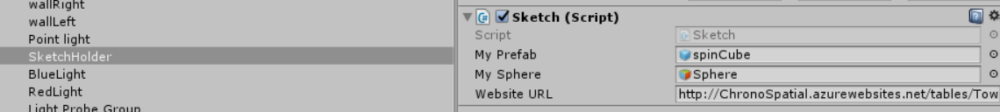 wallRight
wallLeft
Point light
SketchHolder
BlueLight
RedLight
Light Probe Group
Sketch (Script)
Script Sketch
My Prefab spinCube
My Sphere Sphere
Website URL http://ChronoSpatial.azurewebsites.net/tables/Tow